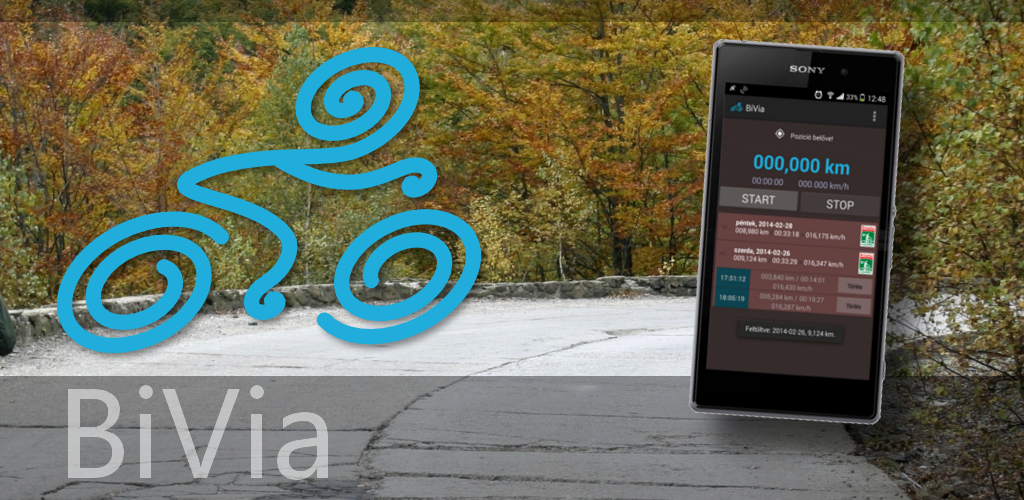 BiVia
SONY
33% 12:48
BiVia
Pozíció belőve!
000,000 km
00:00:00 000.000 km/h
START STOP
péntek, 2014-02-28
008,980 km 00:33:18 016,175 km/h
szerda, 2014-02-26
009,124 km 00:33:29 016,347 km/h
17:51:12 003,840 km / 00:14:01 Törlés
016,430 km/h
18:05:19 005,284 km / 00:19:27 Törlés
016,287 km/h
Feltöltve: 2014-02-26, 9,124 km.